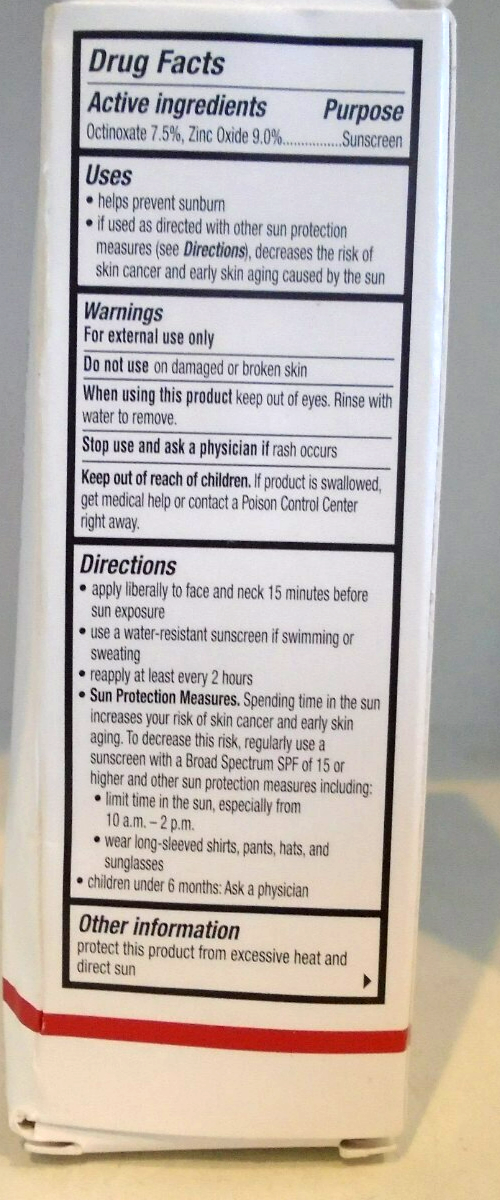 Drug Facts
Active ingredients Purpose
Octinoxate 7.5%, Zinc Oxide 9.0%................Sunscreen
Uses
• helps prevent sunburn
• if used as directed with other sun protection
measures (see Directions), decreases the risk of
skin cancer and early skin aging caused by the sun
Warnings
For external use only
Do not use on damaged or broken skin
When using this product keep out of eyes. Rinse with
water to remove.
Stop use and ask a physician if rash occurs
Keep out of reach of children. If product is swallowed,
get medical help or contact a Poison Control Center
right away.
Directions
• apply liberally to face and neck 15 minutes before
sun exposure
• use a water-resistant sunscreen if swimming or
sweating
• reapply at least every 2 hours
• Sun Protection Measures. Spending time in the sun
increases your risk of skin cancer and early skin
aging. To decrease this risk, regularly use a
sunscreen with a Broad Spectrum SPF of 15 or
higher and other sun protection measures including:
• limit time in the sun, especially from
10 a.m. – 2 p.m.
• wear long-sleeved shirts, pants, hats, and
sunglasses
• children under 6 months: Ask a physician
Other information
protect this product from excessive heat and
direct sun